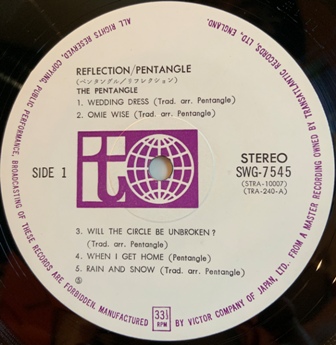 REFLECTION/PENTANGLE
(ペンタングル/リフレクション)
THE PENTANGLE
1. WEDDING DRESS (Trad. arr. Pentangle)
2. OMIE WISE (Trad. arr. Pentangle)
SIDE 1
it
STEREO
SWG-7545
(STRA-10007)
(TRA-240-A)
3. WILL THE CIRCLE BE UNBROKEN?
(Trad. arr. Pentangle)
4. WHEN I GET HOME (Pentangle)
5. RAIN AND SNOW (Trad. arr. Pentangle)
Ⓢ
33⅓
RPM
ALL RIGHTS RESERVED. COPYING, PUBLIC PERFORMANCE, BROADCASTING OF THESE RECORDS ARE FORBIDDEN. MANUFACTURED BY VICTOR COMPANY OF JAPAN, LTD. FROM A MASTER RECORDING OWNED BY TRANSATLANTIC RECORDS, LTD, ENGLAND.